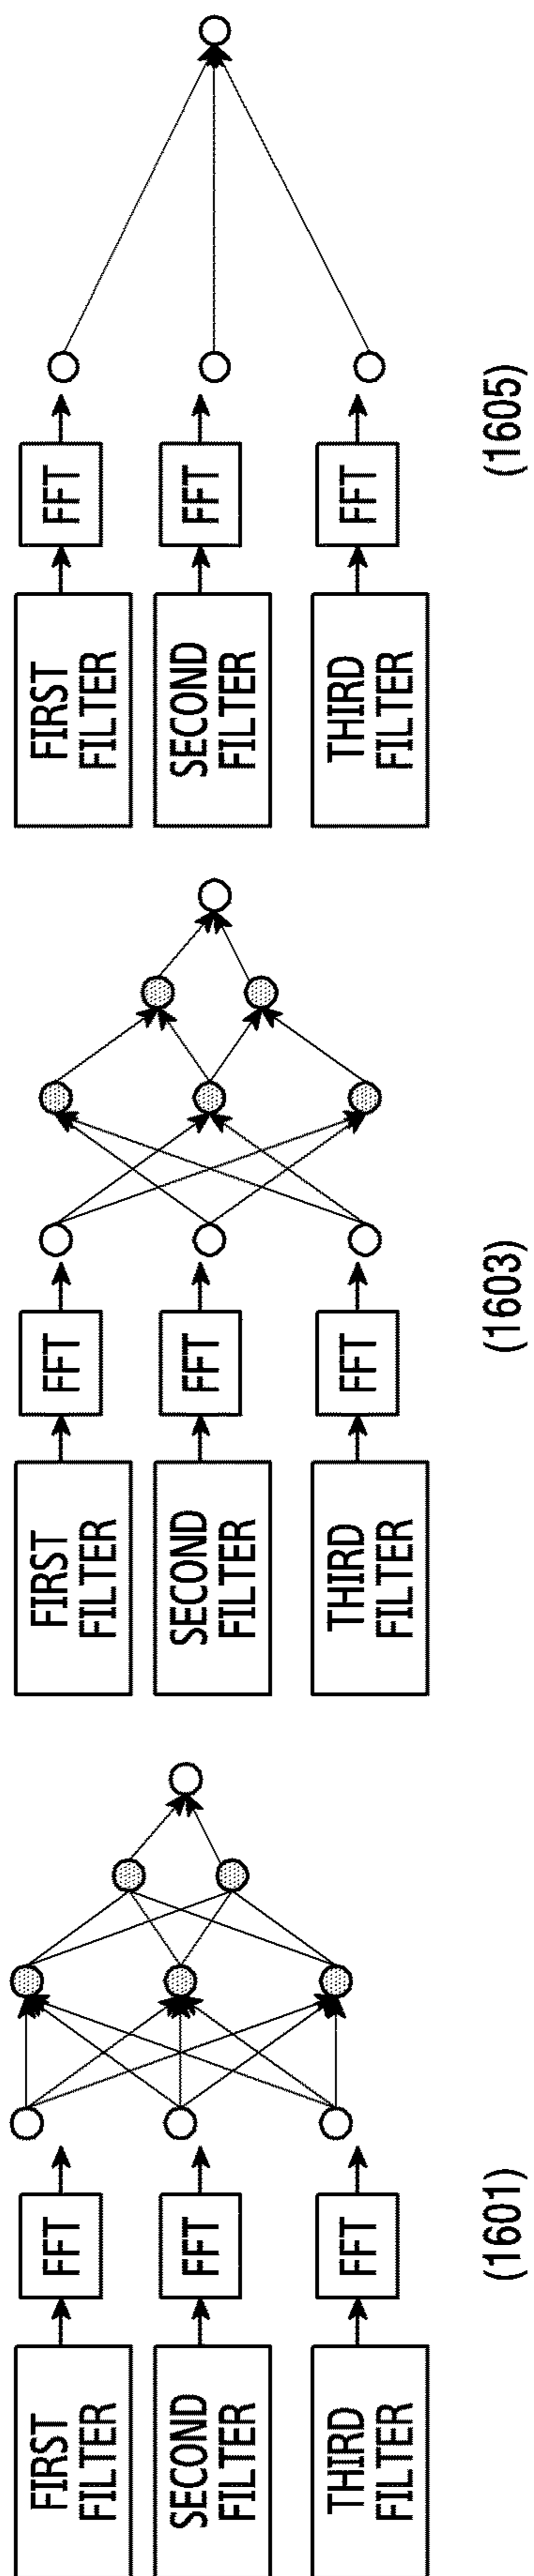 FIRST
FILTER
FFT
SECOND
FILTER
FFT
THIRD
FILTER
FFT
(1601)
FIRST
FILTER
FFT
SECOND
FILTER
FFT
THIRD
FILTER
FFT
(1603)
FIRST
FILTER
FFT
SECOND
FILTER
FFT
THIRD
FILTER
FFT
(1605)